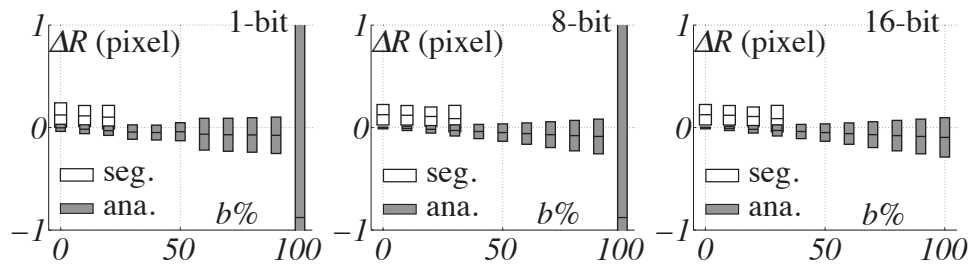 1 1-bit
ΔR (pixel)
0
seg.
ana. b%
−1
0 50 100
1 8-bit
ΔR (pixel)
0
seg.
ana. b%
−1
0 50 100
1 16-bit
ΔR (pixel)
0
seg.
ana. b%
−1
0 50 100